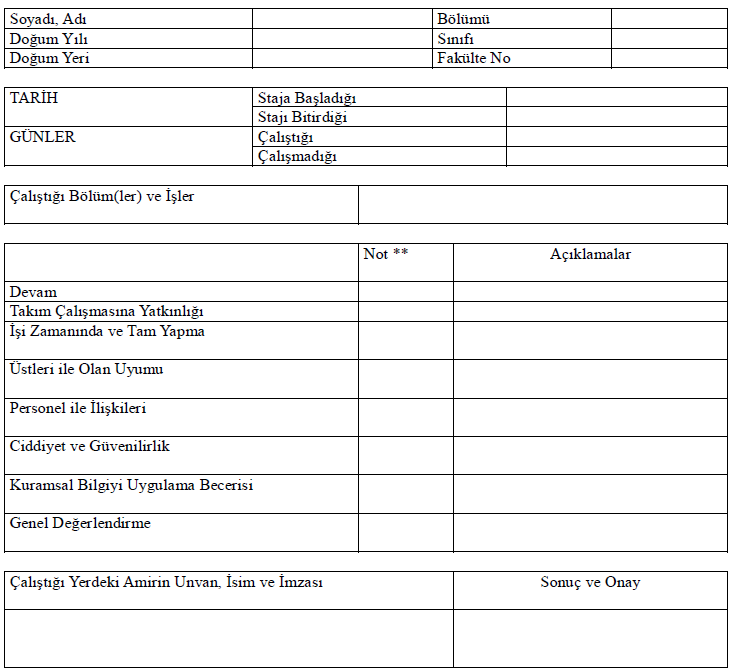 Soyadı, Adı Bölümü
Doğum Yılı Sınıfı
Doğum Yeri Fakülte No
TARİH Staja Başladığı
Stajı Bitirdiği
GÜNLER Çalıştığı
Çalışmadığı
Çalıştığı Bölüm(ler) ve İşler
Not ** Açıklamalar
Devam
Takım Çalışmasına Yatkınlığı
İşi Zamanında ve Tam Yapma
Üstleri ile Olan Uyumu
Personel ile İlişkileri
Ciddiyet ve Güvenilirlik
Kuramsal Bilgiyi Uygulama Becerisi
Genel Değerlendirme
Çalıştığı Yerdeki Amirin Unvan, İsim ve İmzası Sonuç ve Onay